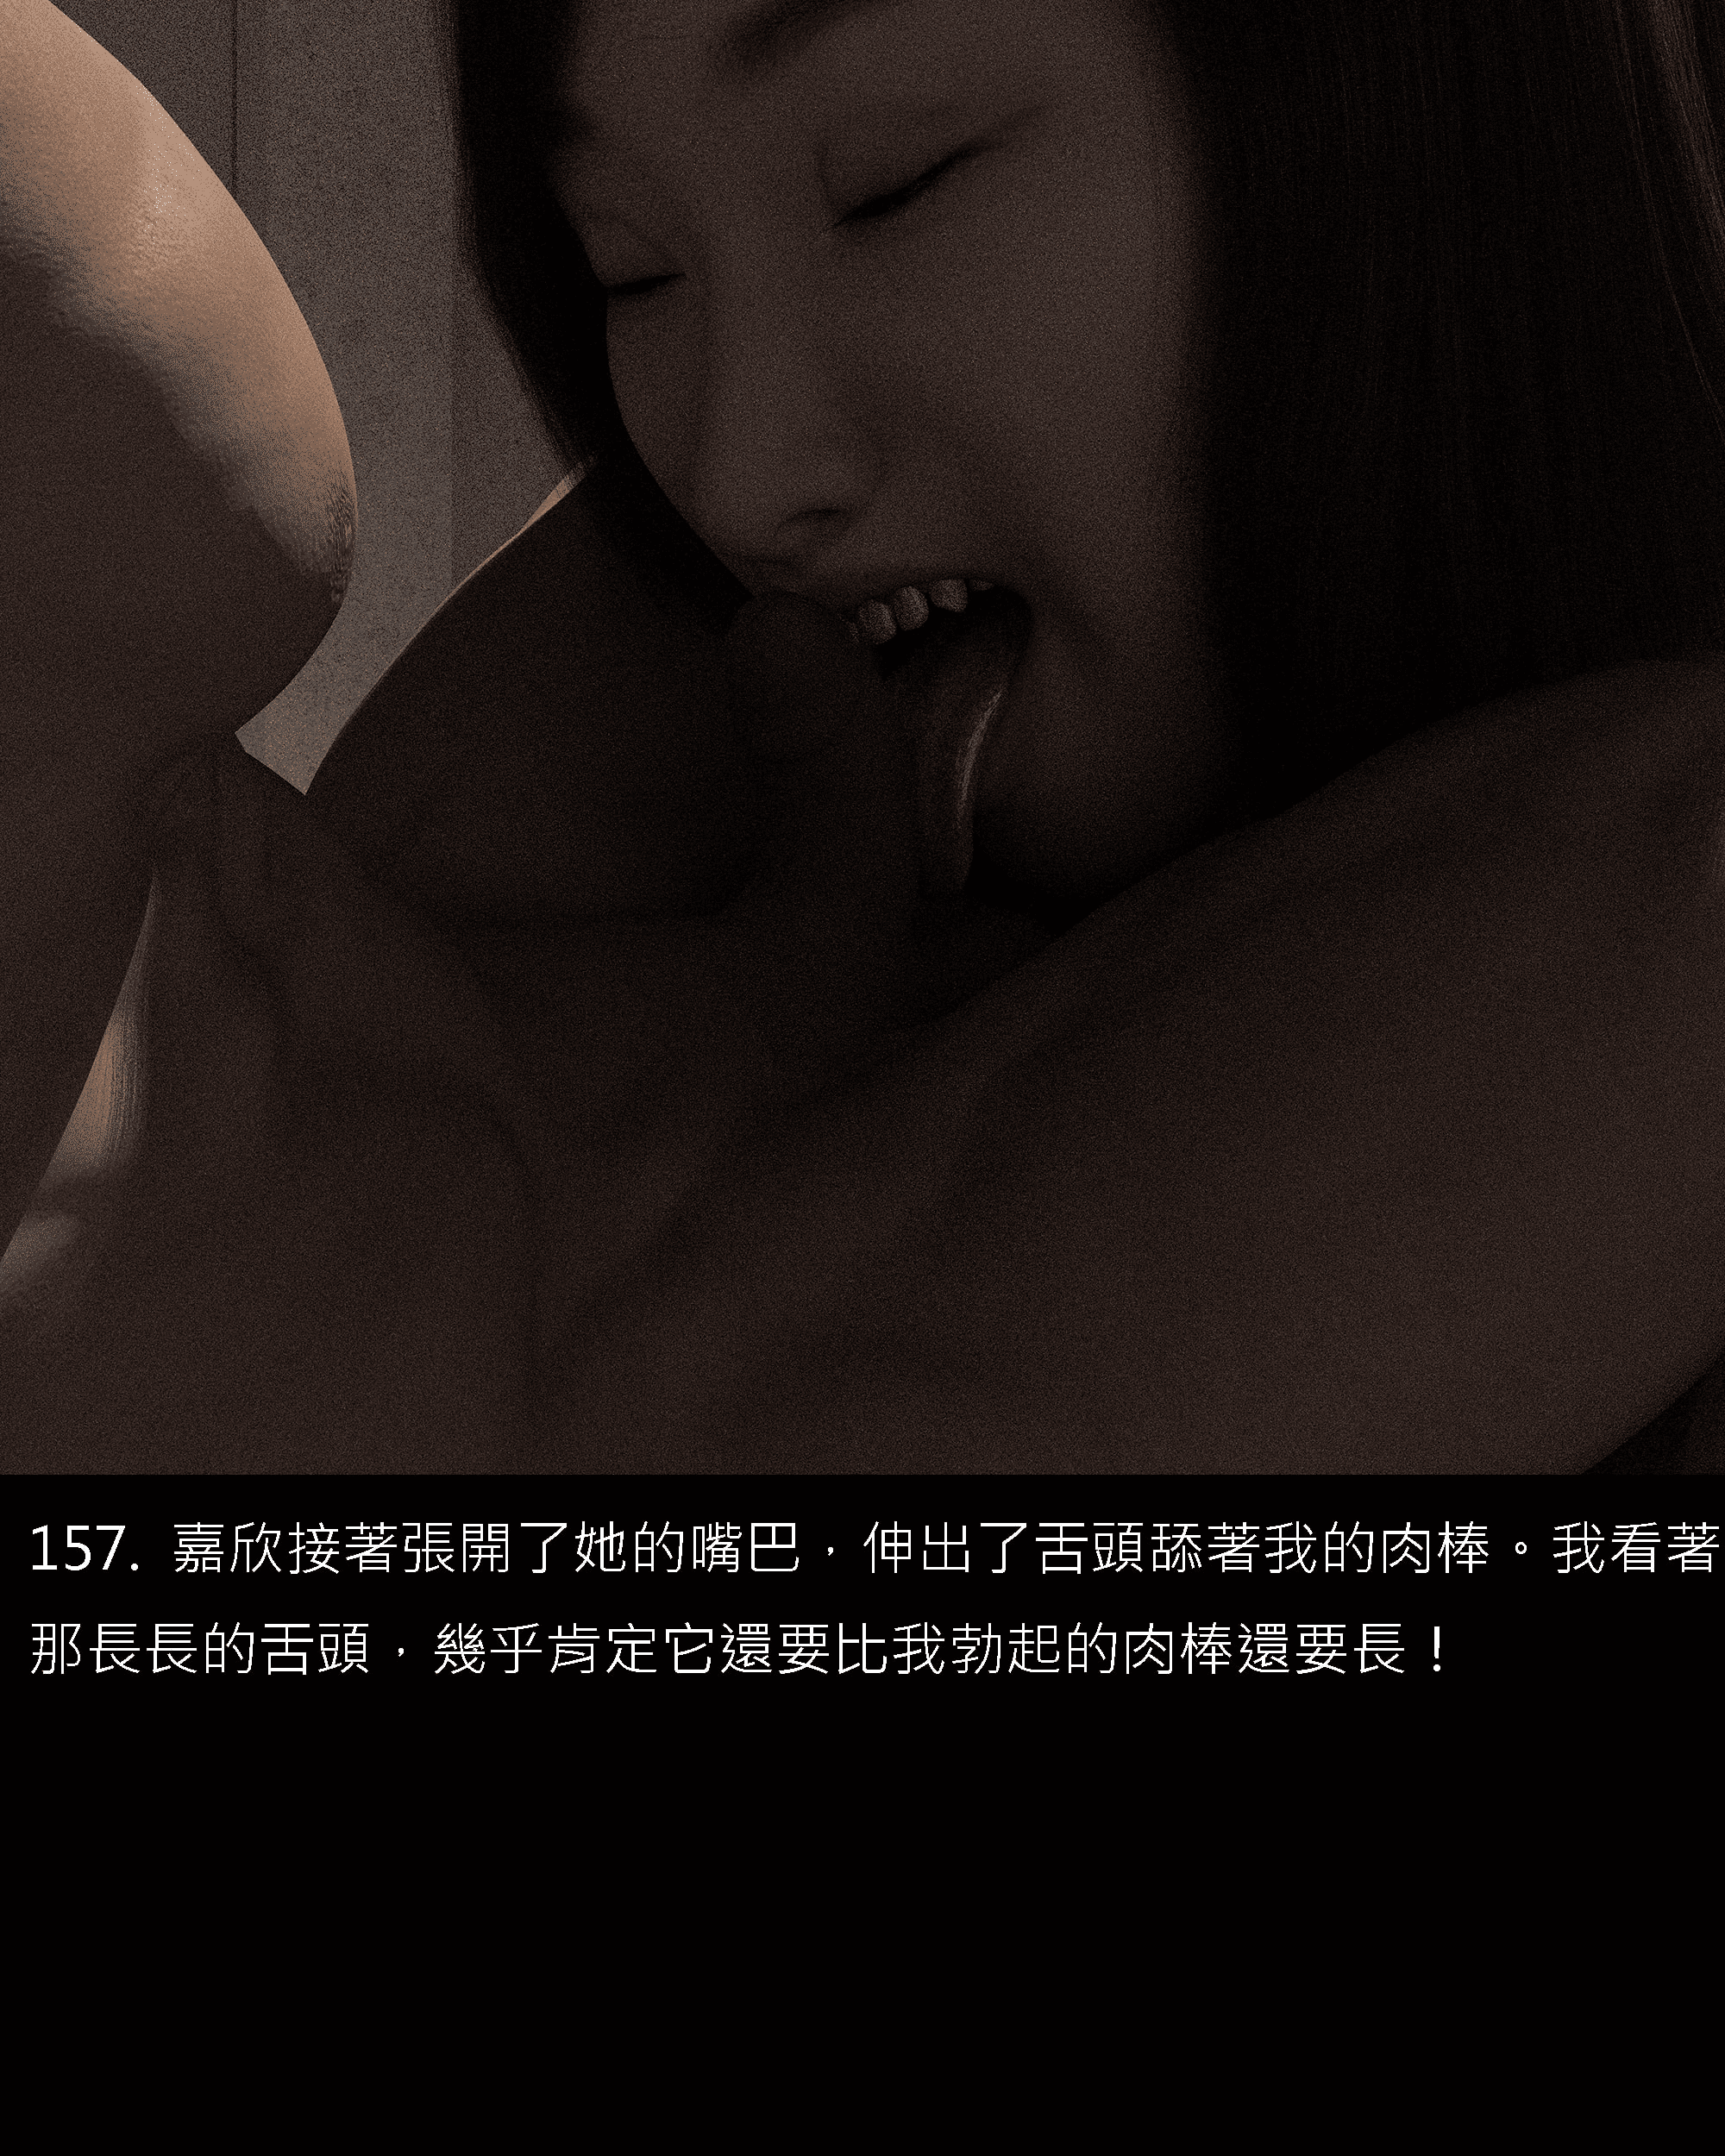 157. 嘉欣接著張開了她的嘴巴，伸出了舌頭舔著我的肉棒。我看著
那長長的舌頭，幾乎肯定它還要比我勃起的肉棒還要長！